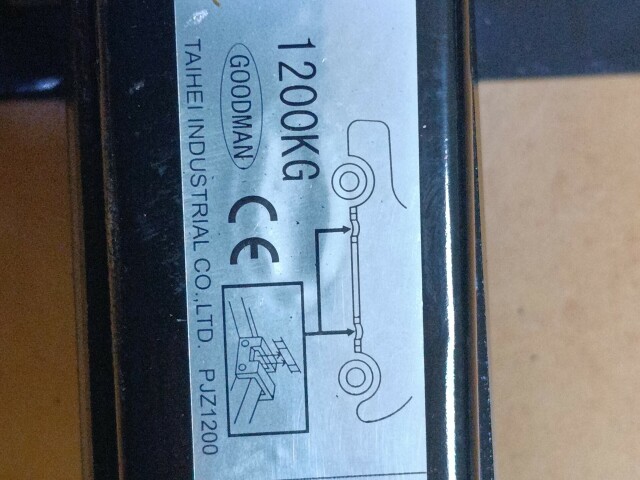 1200KG
GOODMAN
CE
TAIHEI INDUSTRIAL CO.,LTD. PJZ1200